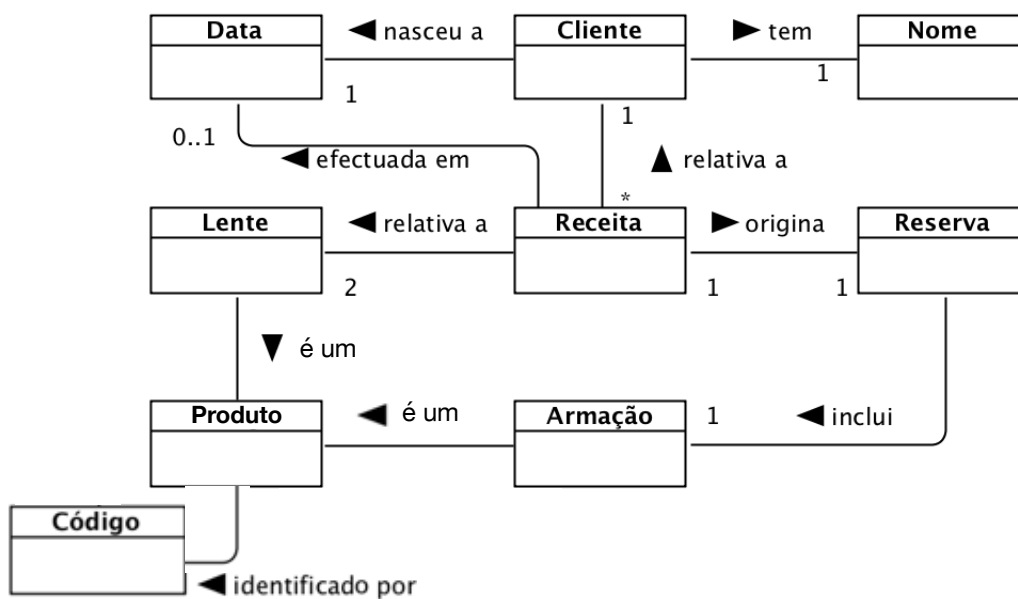 Data ◀ nasceu a Cliente ▶ tem Nome
1 1 1
0..1 ◀ efectuada em ▲ relativa a
*
Lente ◀ relativa a Receita ▶ origina Reserva
2 1 1
▼ é um
Produto ◀ é um Armação 1 ◀ inclui
Código
◀ identificado por